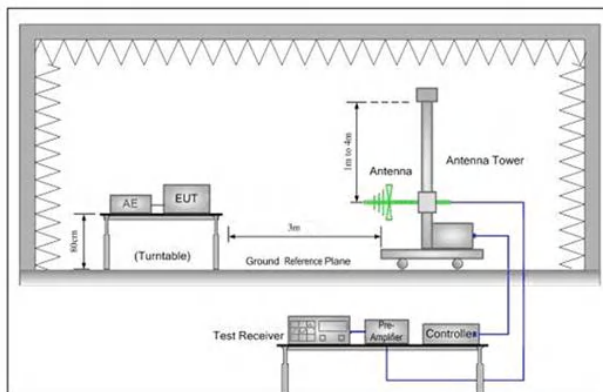 1m to 4m
Antenna
Antenna Tower
AE
EUT
80cm
(Turntable)
3m
Ground Reference Plane
Test Receiver
Pre-
Amplifier
Controller